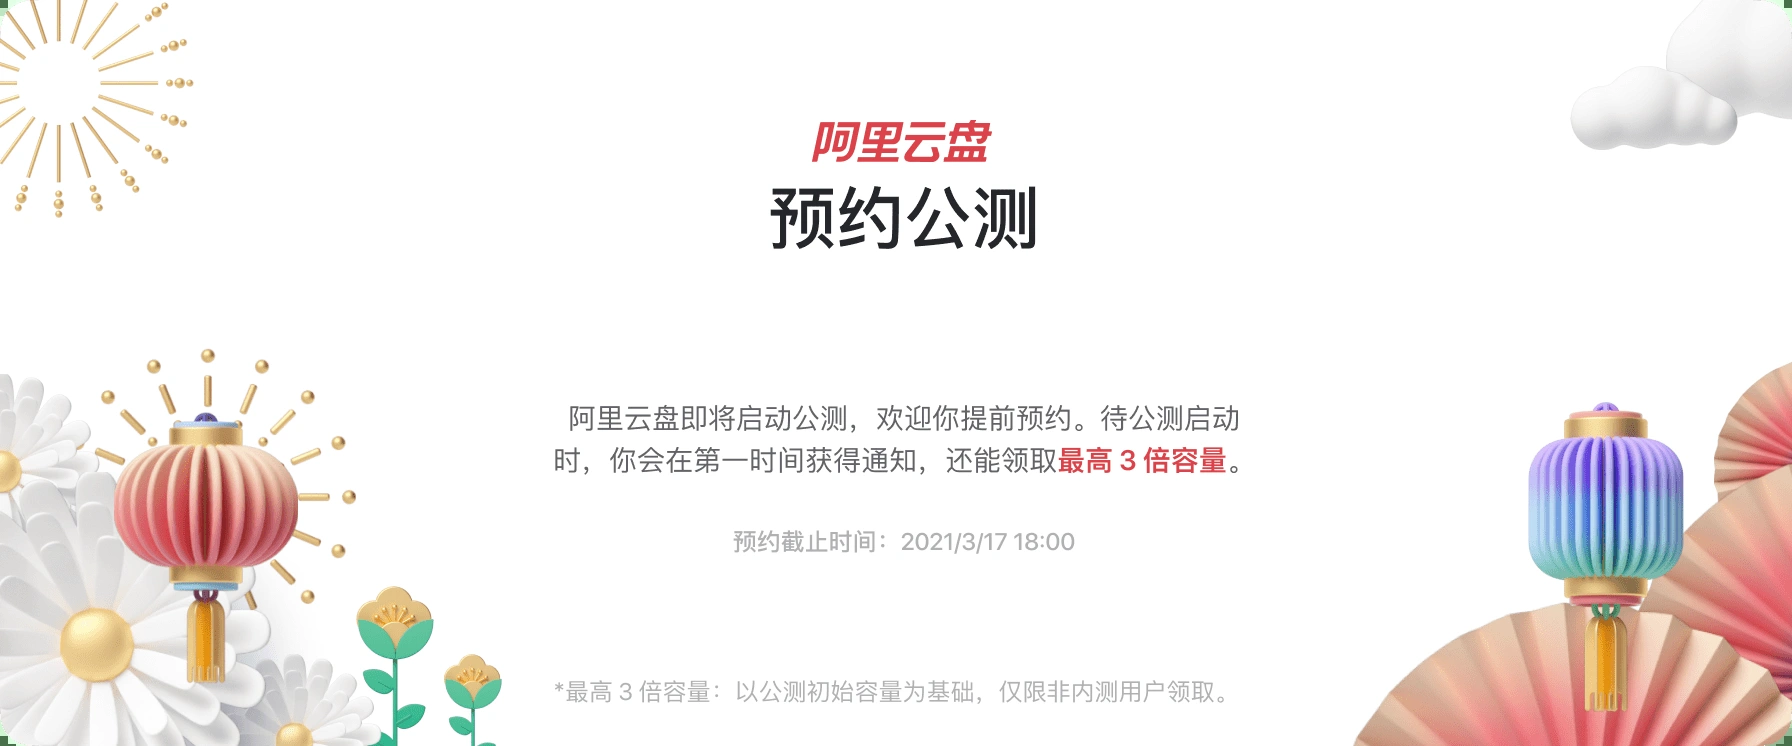 阿里云盘
预约公测
阿里云盘即将启动公测，欢迎你提前预约。待公测启动
时，你会在第一时间获得通知，还能领取最高 3 倍容量。
预约截止时间：2021/3/17 18:00
*最高 3 倍容量：以公测初始容量为基础，仅限非内测用户领取。